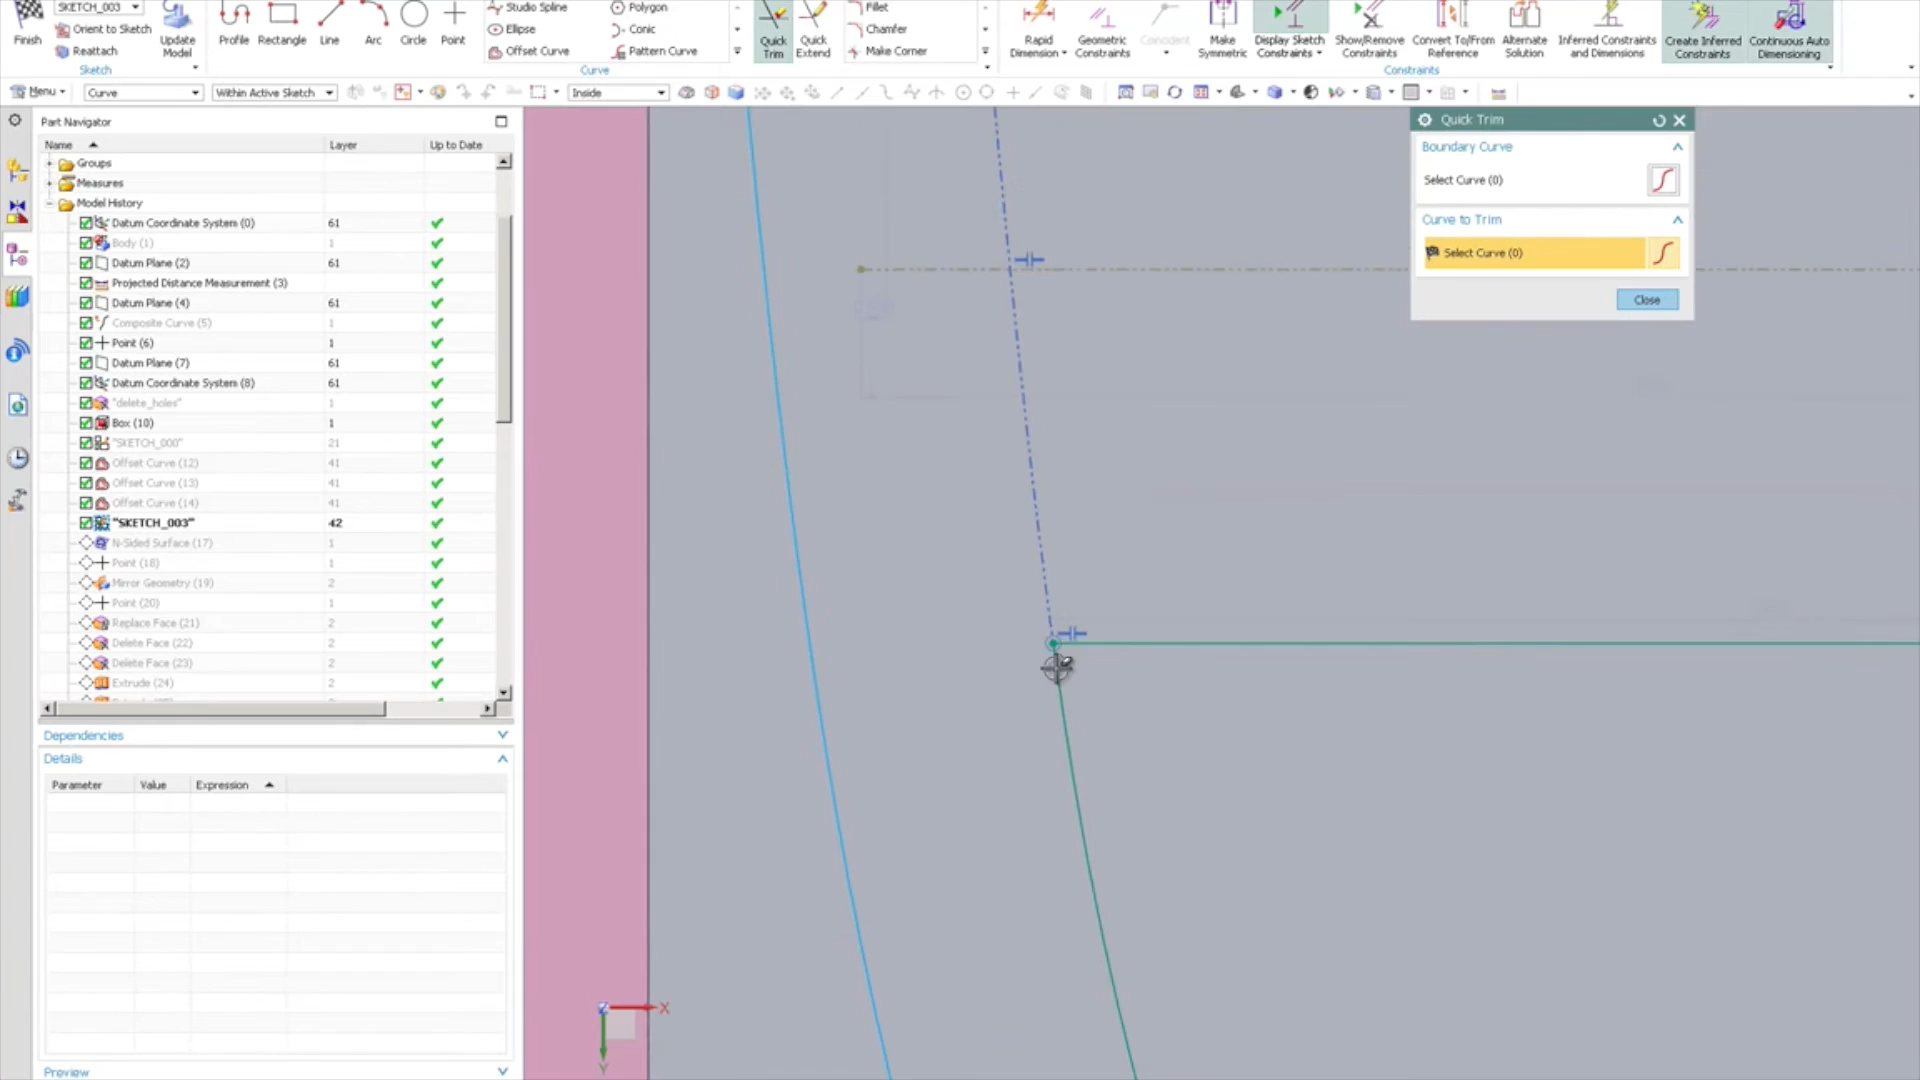 SKETCH_003
Finish
Orient to Sketch
Reattach
Update Model
Sketch
Profile
Rectangle
Line
Arc
Circle
Point
Studio Spline
Ellipse
Offset Curve
Polygon
Conic
Pattern Curve
Quick Trim
Quick Extend
Fillet
Chamfer
Make Corner
Curve
Rapid Dimension
Geometric Constraints
Coincident
Make Symmetric
Display Sketch Constraints
Show/Remove Constraints
Convert To/From Reference
Alternate Solution
Inferred Constraints and Dimensions
Create Inferred Constraints
Continuous Auto Dimensioning
Constraints
Menu
Curve
Within Active Sketch
Inside
Part Navigator
Name Layer Up to Date
Groups
Measures
Model History
Datum Coordinate System (0) 61
Body (1) 1
Datum Plane (2) 61
Projected Distance Measurement (3)
Datum Plane (4) 61
Composite Curve (5) 1
Point (6) 1
Datum Plane (7) 61
Datum Coordinate System (8) 61
"delete_holes" 1
Box (10) 1
"SKETCH_000" 21
Offset Curve (12) 41
Offset Curve (13) 41
Offset Curve (14) 41
"SKETCH_003" 42
N-Sided Surface (17) 1
Point (18) 1
Mirror Geometry (19) 2
Point (20) 1
Replace Face (21) 2
Delete Face (22) 2
Delete Face (23) 2
Extrude (24) 2
Dependencies
Details
Parameter Value Expression
Preview
Quick Trim
Boundary Curve
Select Curve (0)
Curve to Trim
Select Curve (0)
Close
Z X
Y